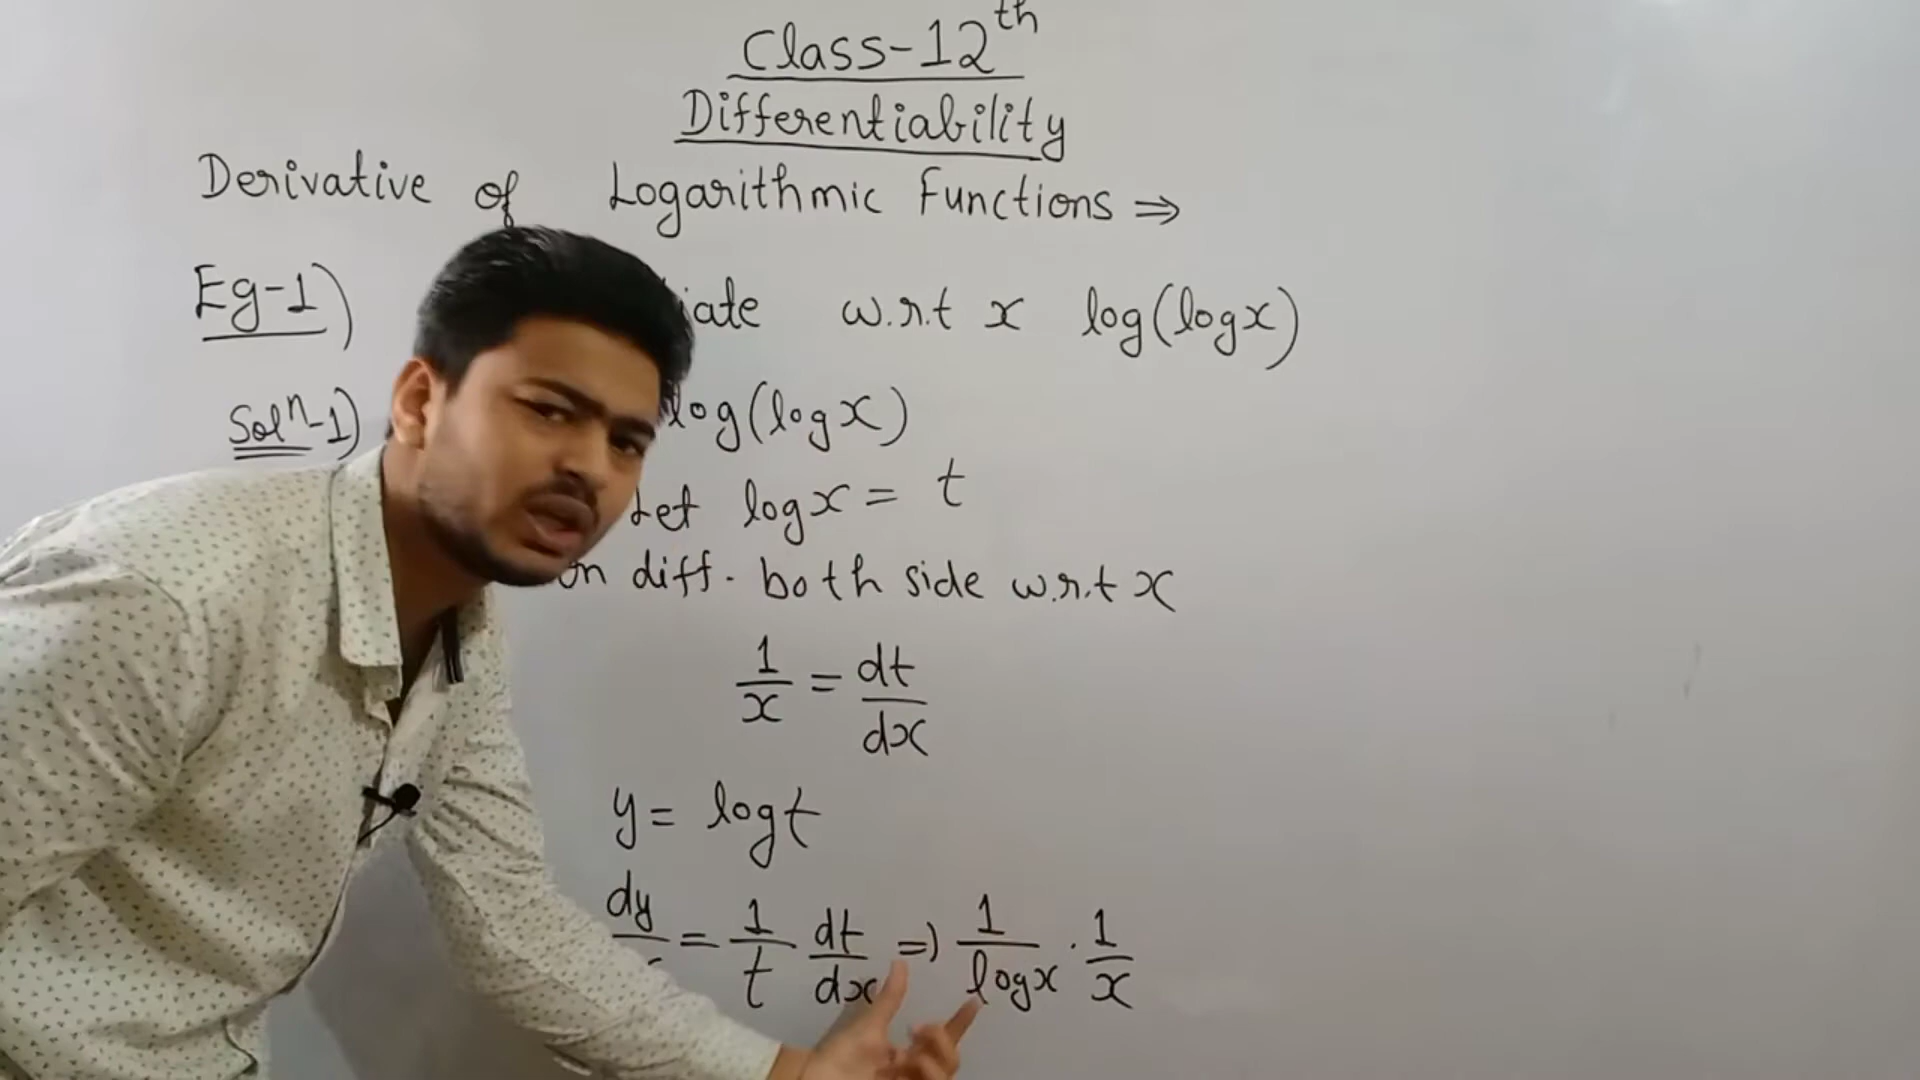 Class-12th
Differentiability
Derivative of Logarithmic Functions ⇒
Eg-1) iate w.r.t x log(logx)
Solⁿ-1) log(logx)
Let logx = t
on diff. both side w.r.t x
1/x = dt/dx
y = logt
dy = 1/t dt/dx ⇒ 1/logx · 1/x